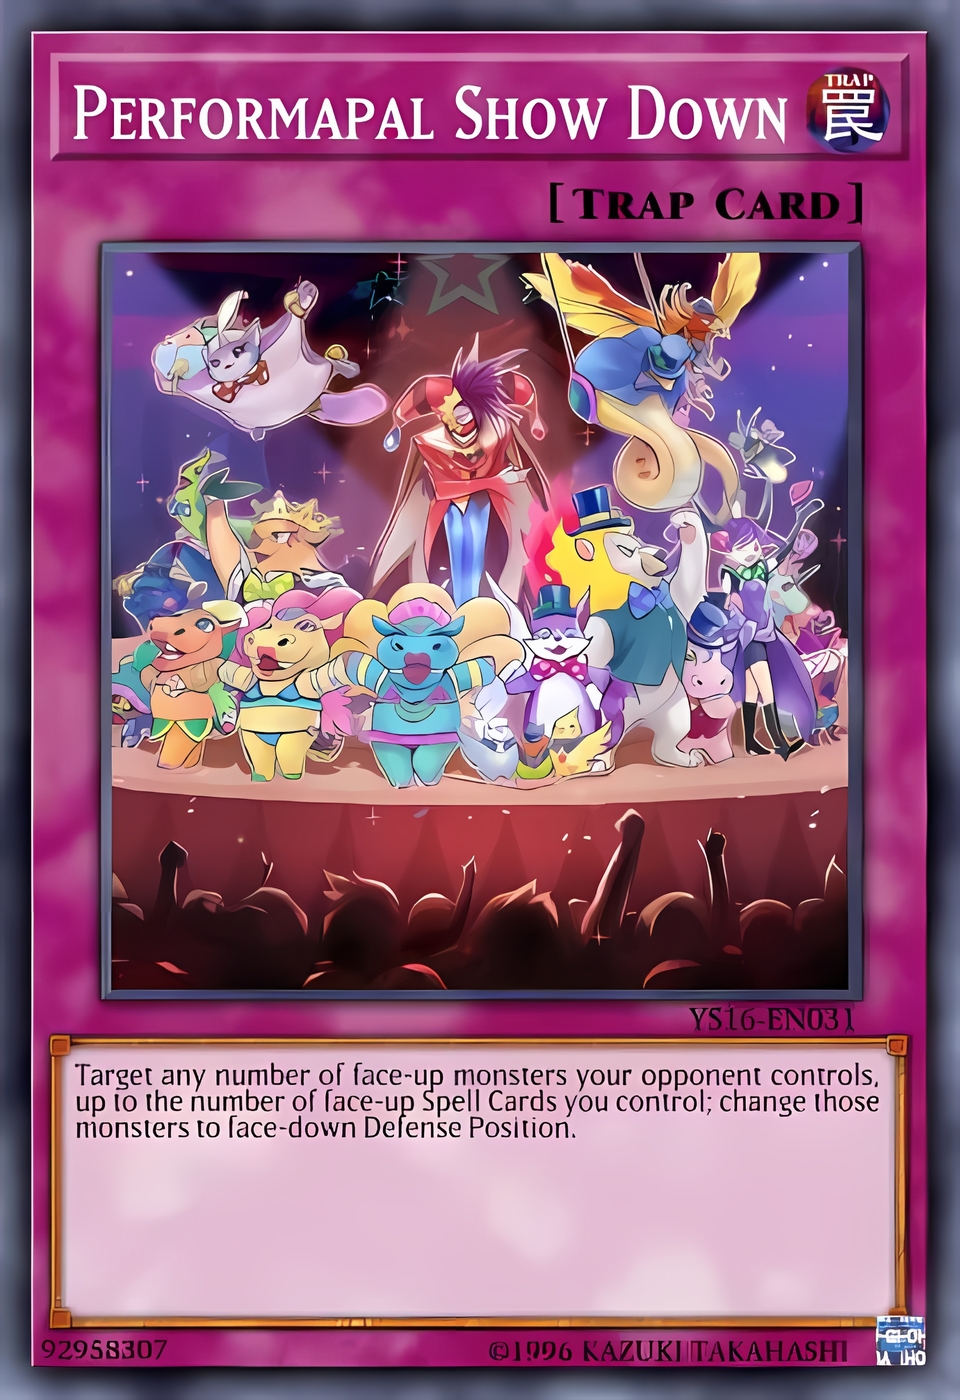 PERFORMAPAL SHOW DOWN
TRAP
罠
[TRAP CARD]
YS16-EN031
Target any number of face-up monsters your opponent controls,
up to the number of face-up Spell Cards you control; change those
monsters to face-down Defense Position.
92958307
©1996 KAZUKI TAKAHASHI